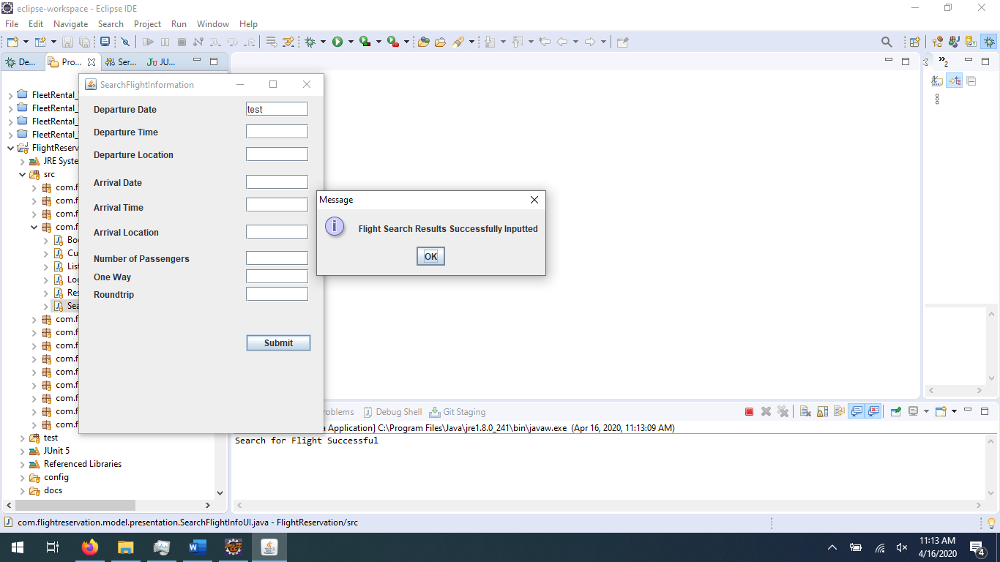 eclipse-workspace - Eclipse IDE
File Edit Navigate Search Project Run Window Help
De... Pro... Ser... JU...
2
SearchFlightInformation
FleetRental_
FleetRental_
FleetRental_
FleetRental_
FlightReserv
JRE Syste
src
com.f
com.f
com.f
com.f
Boo
Cu
List
Log
Res
Sea
com.f
com.f
com.f
com.f
com.f
com.f
com.f
com.f
com.f
test
JUnit 5
Referenced Libraries
config
docs
Departure Date test
Departure Time
Departure Location
Arrival Date
Arrival Time
Arrival Location
Number of Passengers
One Way
Roundtrip
Submit
Message
Flight Search Results Successfully Inputted
OK
roblems Debug Shell Git Staging
a Application] C:\Program Files\Java\jre1.8.0_241\bin\javaw.exe (Apr 16, 2020, 11:13:09 AM)
Search for Flight Successful
com.flightreservation.model.presentation.SearchFlightInfoUI.java - FlightReservation/src
11:13 AM
4/16/2020
4